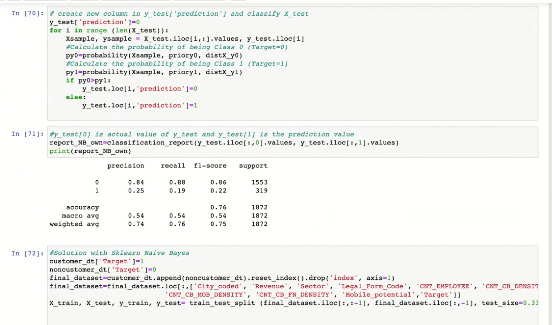 In [70]: # create new column in y_test['prediction'] and classify X_test
y_test['prediction']=0
for i in range (len(X_test)):
Xsample, ysample = X_test.iloc[i,:].values, y_test.iloc[i]
#Calculate the probability of being Class 0 (Target=0)
py0=probability(Xsample, priory0, distX_y0)
#Calculate the probability of being Class 1 (Target=1)
py1=probability(Xsample, priory1, distX_y1)
if py0>py1:
y_test.loc[i,'prediction']=0
else:
y_test.loc[i,'prediction']=1
In [71]: #y_test[0] is actual value of y_test and y_test[1] is the prediction value
report_NB_own=classification_report(y_test.iloc[:,0].values, y_test.iloc[:,1].values)
print(report_NB_own)
precision recall f1-score support
0 0.84 0.88 0.86 1553
1 0.25 0.19 0.22 319
accuracy 0.76 1872
macro avg 0.54 0.54 0.54 1872
weighted avg 0.74 0.76 0.75 1872
In [72]: #Solution with Sklearn Naive Bayes
customer_dt['Target']=1
noncustomer_dt['Target']=0
final_dataset=customer_dt.append(noncustomer_dt).reset_index().drop('index', axis=1)
final_dataset=final_dataset.loc[:,['City_coded', 'Revenue', 'Sector', 'Legal_Form_Code', 'CNT_EMPLOYEE', 'CNT_CB_DENSIT
'CNT_CB_MOB_DENSITY', 'CNT_CB_FN_DENSITY', 'Mobile_potential','Target']]
X_train, X_test, y_train, y_test= train_test_split (final_dataset.iloc[:,:-1], final_dataset.iloc[:,-1], test_size=0.33